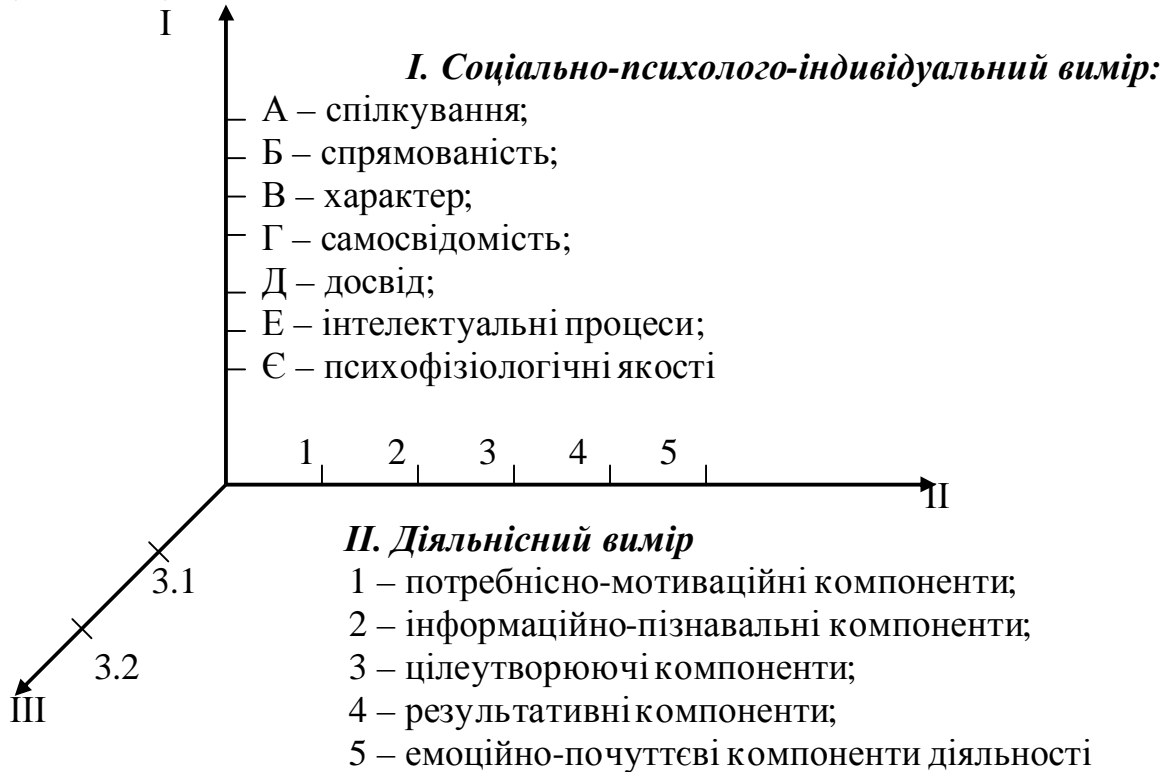 I
I. Соціально-психолого-індивідуальний вимір:
А – спілкування;
Б – спрямованість;
В – характер;
Г – самосвідомість;
Д – досвід;
Е – інтелектуальні процеси;
Є – психофізіологічні якості
1 2 3 4 5
II
II. Діяльнісний вимір
3.1
1 – потребнісно-мотиваційні компоненти;
2 – інформаційно-пізнавальні компоненти;
3.2
3 – цілеутворюючі компоненти;
III
4 – результативні компоненти;
5 – емоційно-почуттєві компоненти діяльності